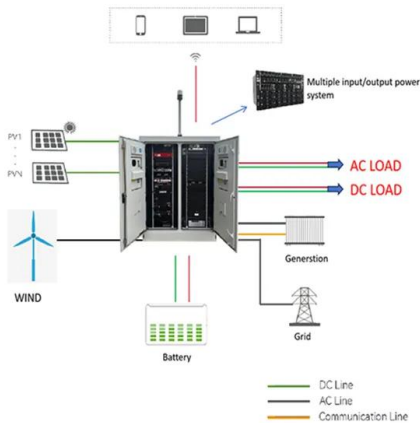 Multiple input/output power
system
PV1
PVN
AC LOAD
DC LOAD
WIND
Generstion
Grid
Battery
DC Line
AC Line
Communication Line